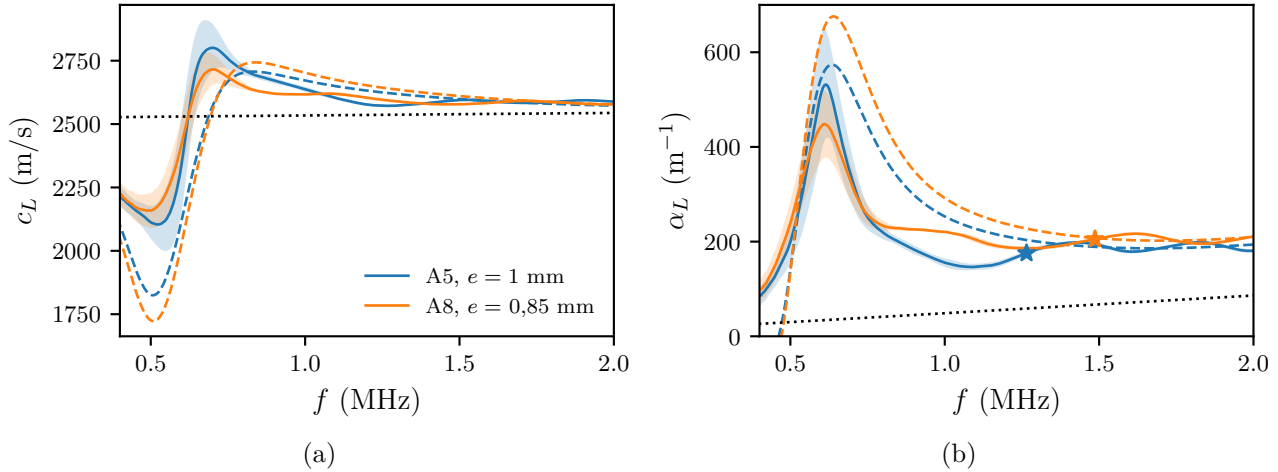 2750
2500
2250
2000
1750
c_L (m/s)
A5, e = 1 mm
A8, e = 0,85 mm
0.5 1.0 1.5 2.0
f (MHz)
(a)
600
400
200
0
α_L (m⁻¹)
0.5 1.0 1.5 2.0
f (MHz)
(b)